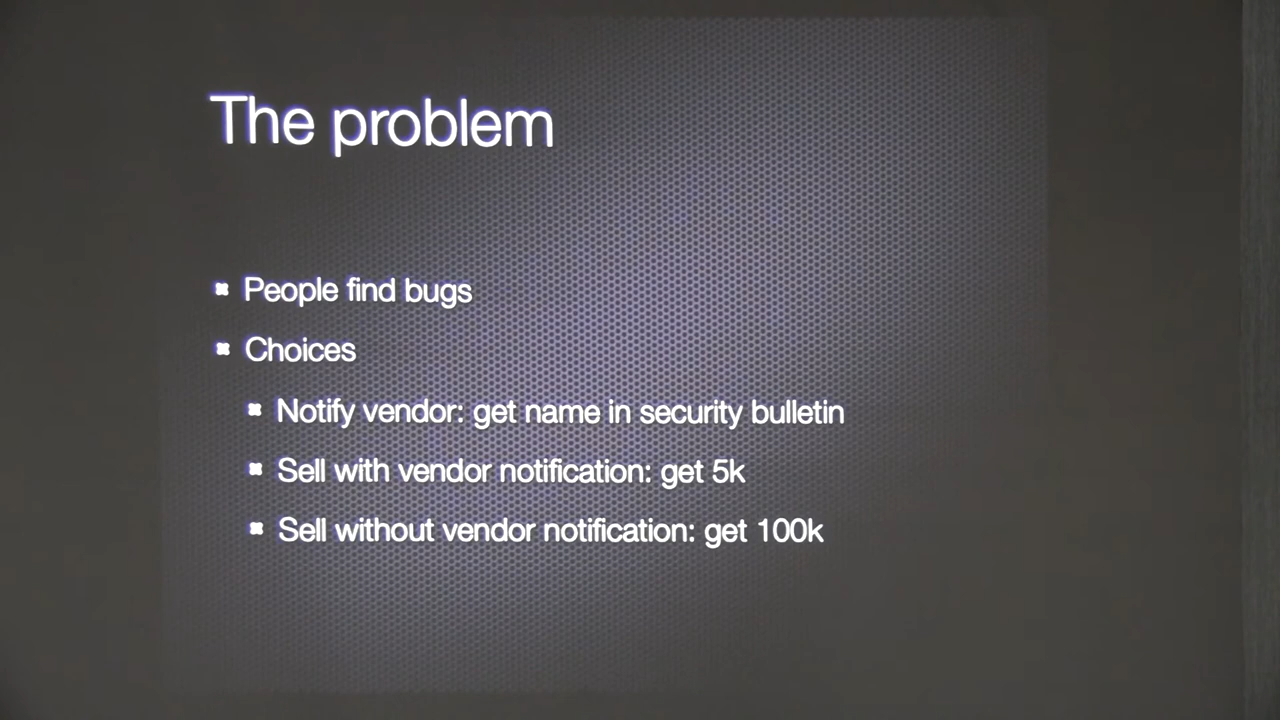 The problem
People find bugs
Choices
Notify vendor: get name in security bulletin
Sell with vendor notification: get 5k
Sell without vendor notification: get 100k